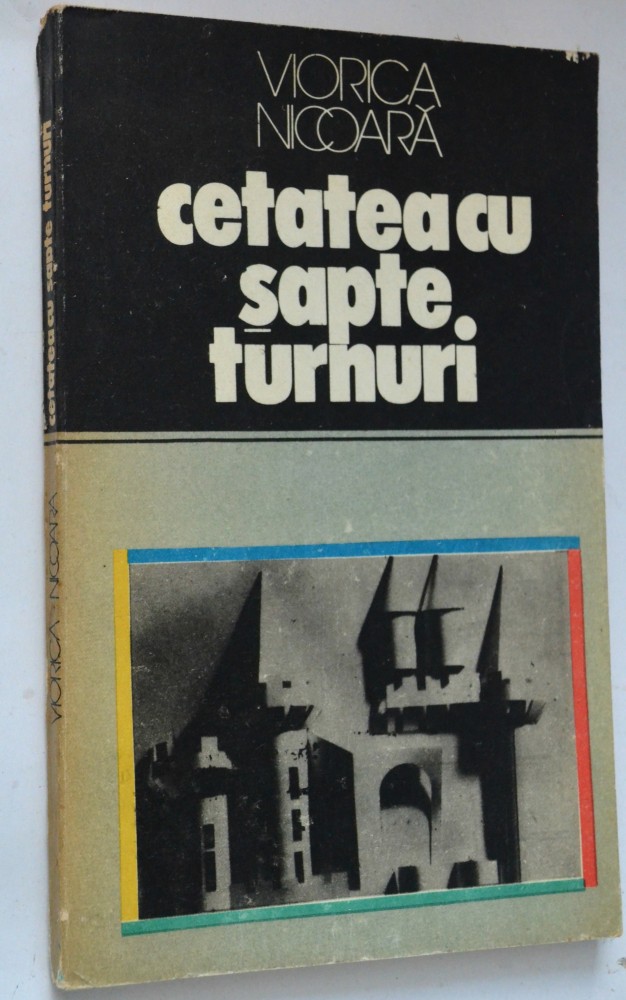 VIORICA
NICOARĂ
cetatea cu
șapte
turnuri
cetatea cu șapte turnuri
VIORICA NICOARĂ